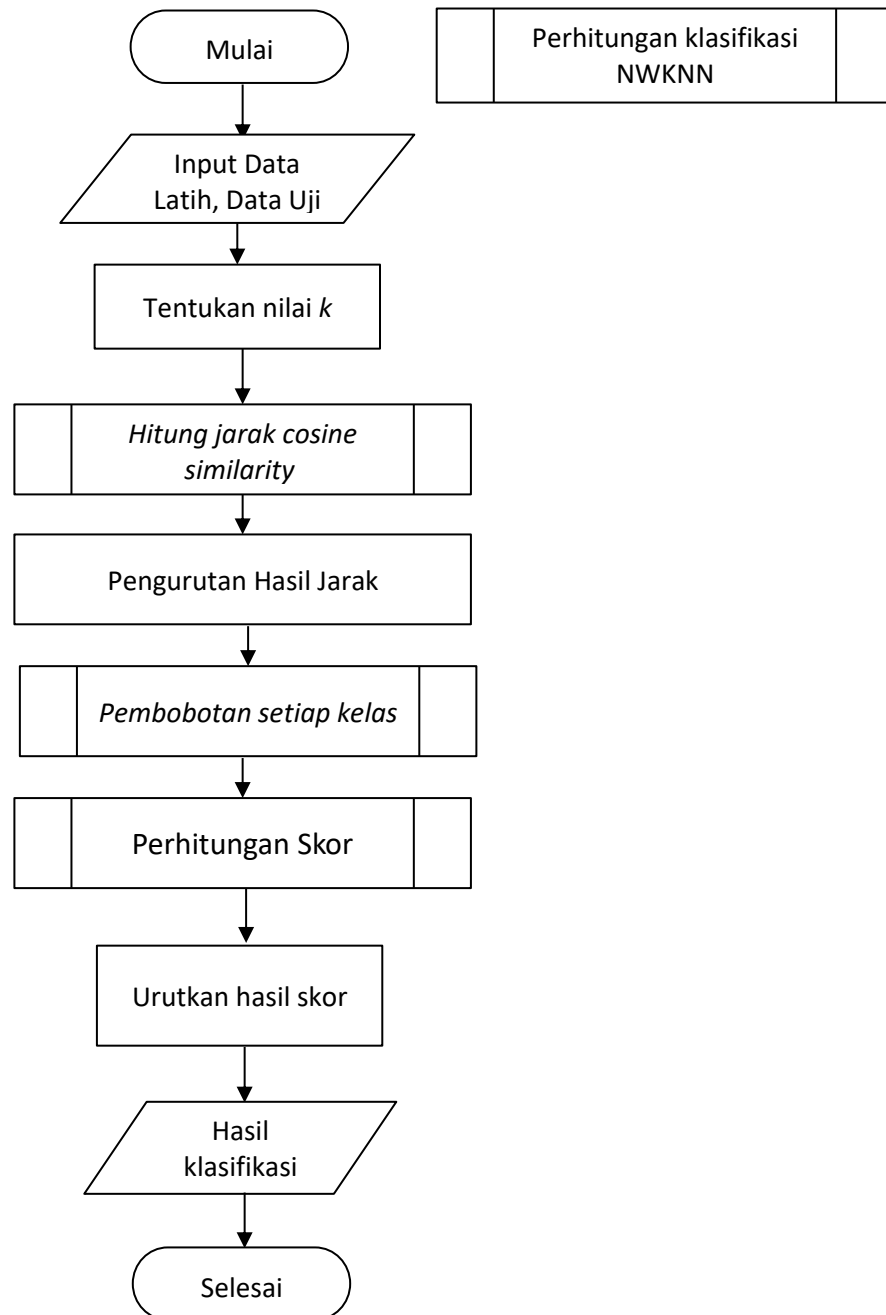 Mulai
Perhitungan klasifikasi
NWKNN
Input Data
Latih, Data Uji
Tentukan nilai k
Hitung jarak cosine
similarity
Pengurutan Hasil Jarak
Pembobotan setiap kelas
Perhitungan Skor
Urutkan hasil skor
Hasil
klasifikasi
Selesai